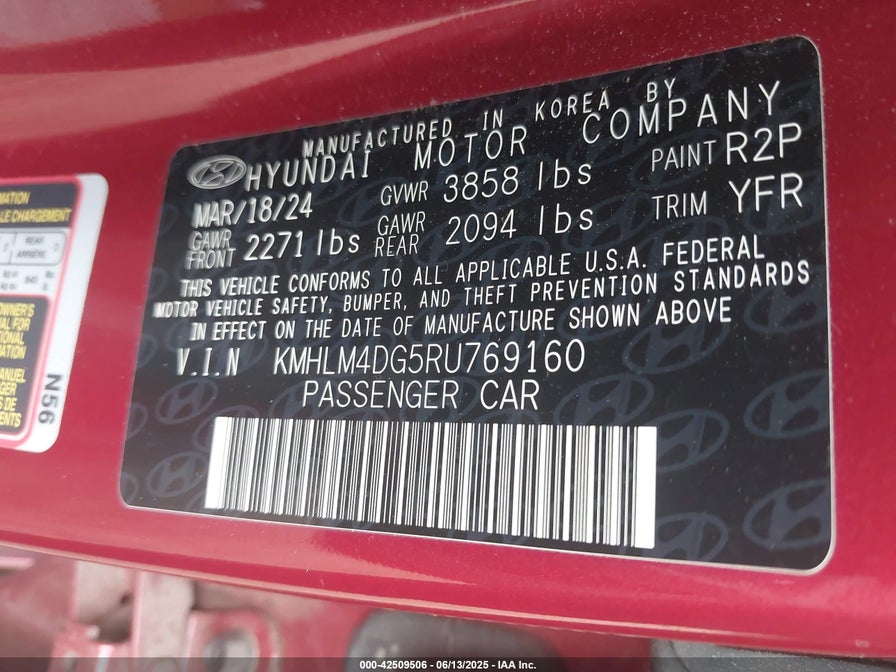 MANUFACTURED IN KOREA BY
HYUNDAI MOTOR COMPANY
MAR/18/24 GVWR 3858 lbs PAINT R2P
GAWR FRONT 2271 lbs GAWR REAR 2094 lbs TRIM YFR
THIS VEHICLE CONFORMS TO ALL APPLICABLE U.S.A. FEDERAL
MOTOR VEHICLE SAFETY, BUMPER, AND THEFT PREVENTION STANDARDS
IN EFFECT ON THE DATE OF MANUFACTURE SHOWN ABOVE
V.I.N KMHLM4DG5RU769160
PASSENGER CAR
CHARGEMENT
REAR
ARRIÈRE
N56
000-42509506 - 06/13/2025 - IAA Inc.